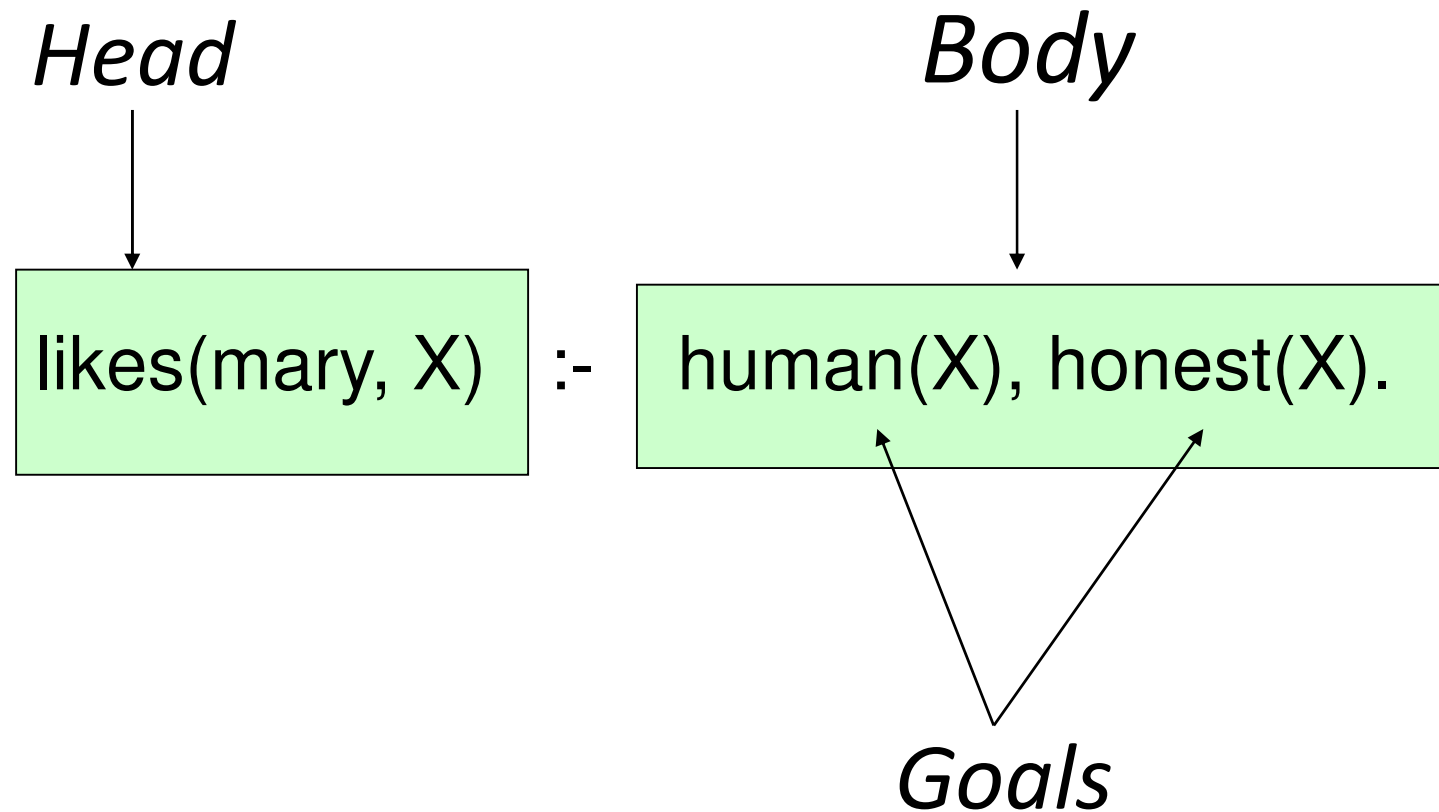 Head Body
likes(mary, X) :- human(X), honest(X).
Goals